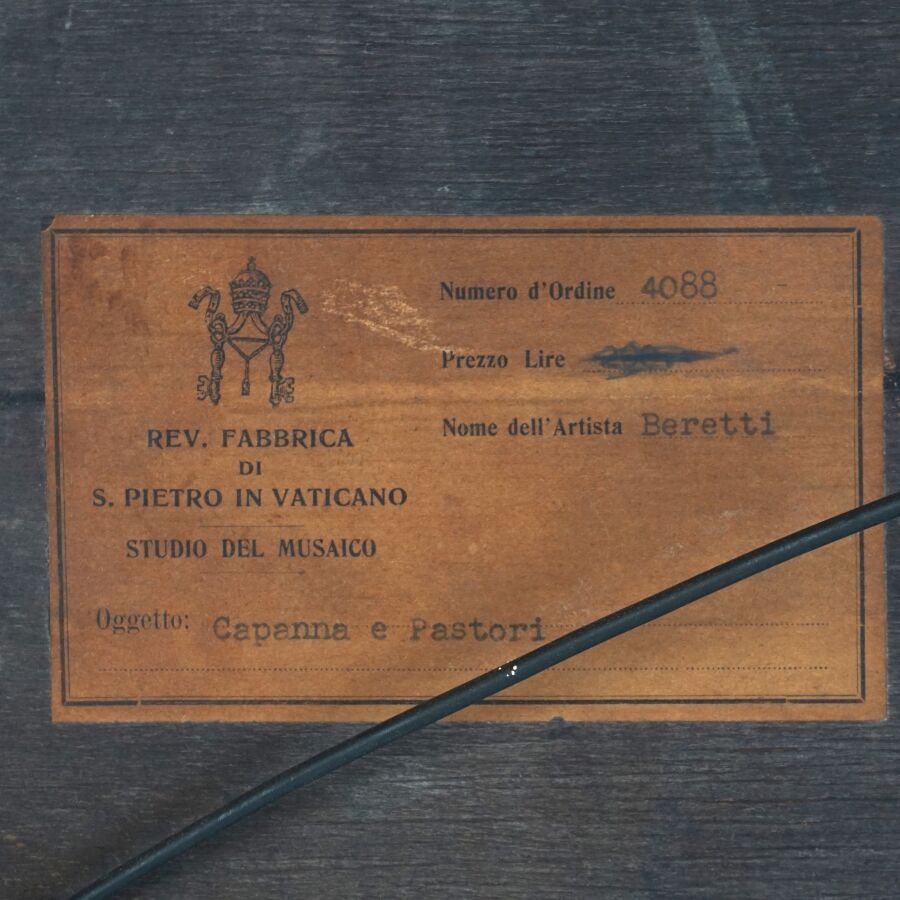 REV. FABBRICA
DI
S. PIETRO IN VATICANO
STUDIO DEL MUSAICO
Numero d'Ordine 4088
Prezzo Lire
Nome dell'Artista Beretti
Oggetto: Capanna e Pastori